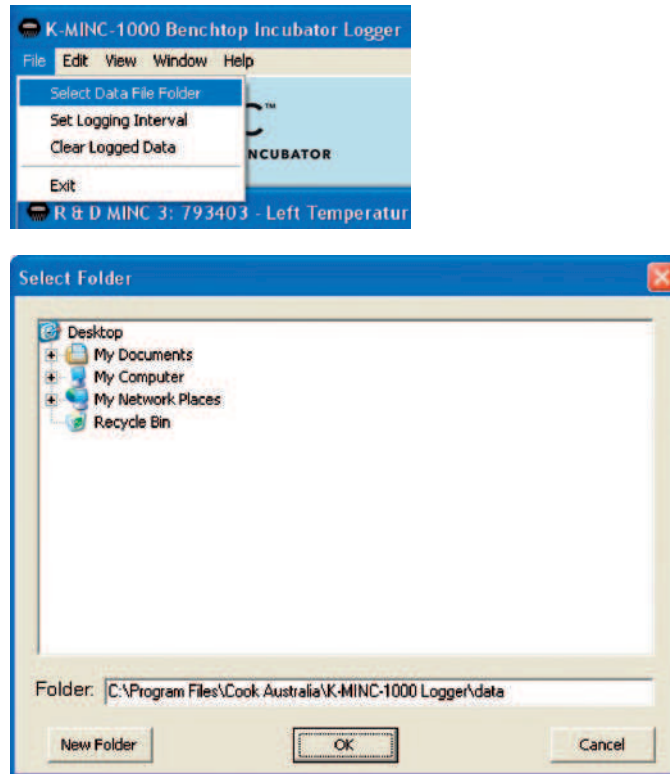 K-MINC-1000 Benchtop Incubator Logger
File Edit View Window Help
Select Data File Folder
Set Logging Interval
Clear Logged Data
Exit
C™
NCUBATOR
R & D MINC 3: 793403 - Left Temperatur
Select Folder
Desktop
My Documents
My Computer
My Network Places
Recycle Bin
Folder: C:\Program Files\Cook Australia\K-MINC-1000 Logger\data
New Folder OK Cancel